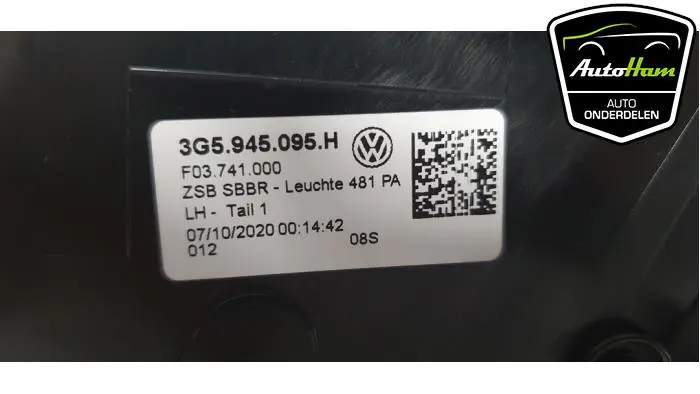 3G5.945.095.H
F03.741.000
ZSB SBBR - Leuchte 481 PA
LH - Tail 1
07/10/2020 00:14:42
012
08S
AutoHam
AUTO
ONDERDELEN